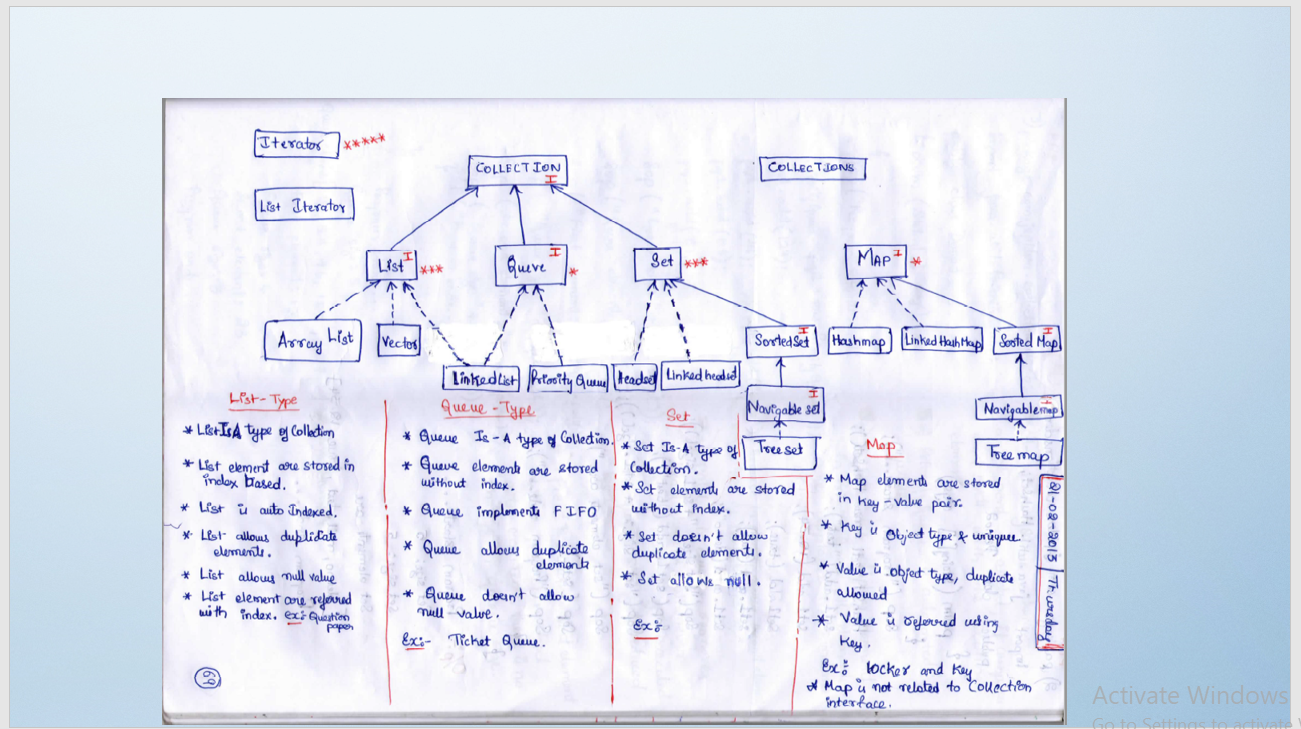 Iterator *****
COLLECTION
I
COLLECTIONS
List Iterator
List I ***
Queue I *
Set ***
MAP I *
Array List
Vector
SortedSet I
Hashmap
Linked Hash Map
Sorted Map I
LinkedList
Priority Queue
Headset
Linked headset
Navigable set I
Navigable map I
Tree set
Tree map
List-Type
* List IsA type of Collection
* List element are stored in
index based.
* List is auto Indexed.
* List allows duplicate
elements.
* List allows null value
* List element are referred
with index. Ex:- Question
paper
69
Queue - Type
* Queue Is-A type of Collection.
* Queue elements are stored
without index.
* Queue implements FIFO
* Queue allows duplicate
elements
* Queue doesn't allow
null-value.
Ex:- Ticket Queue.
Set
* Set Is-A type of
Collection.
* Set elements are stored
without Index.
* Set doesn't allow
duplicate elements.
* Set allows null.
Ex:
Map
* Map elements are stored
in key-value pair.
* Key is Object type & unique
* Value is object type, duplicate
allowed
* Value is referred using
key.
Ex: locker and key
* Map is not related to Collection
interface.
21-02-2013 Thursday
Activate Windows
Go to Settings to activate